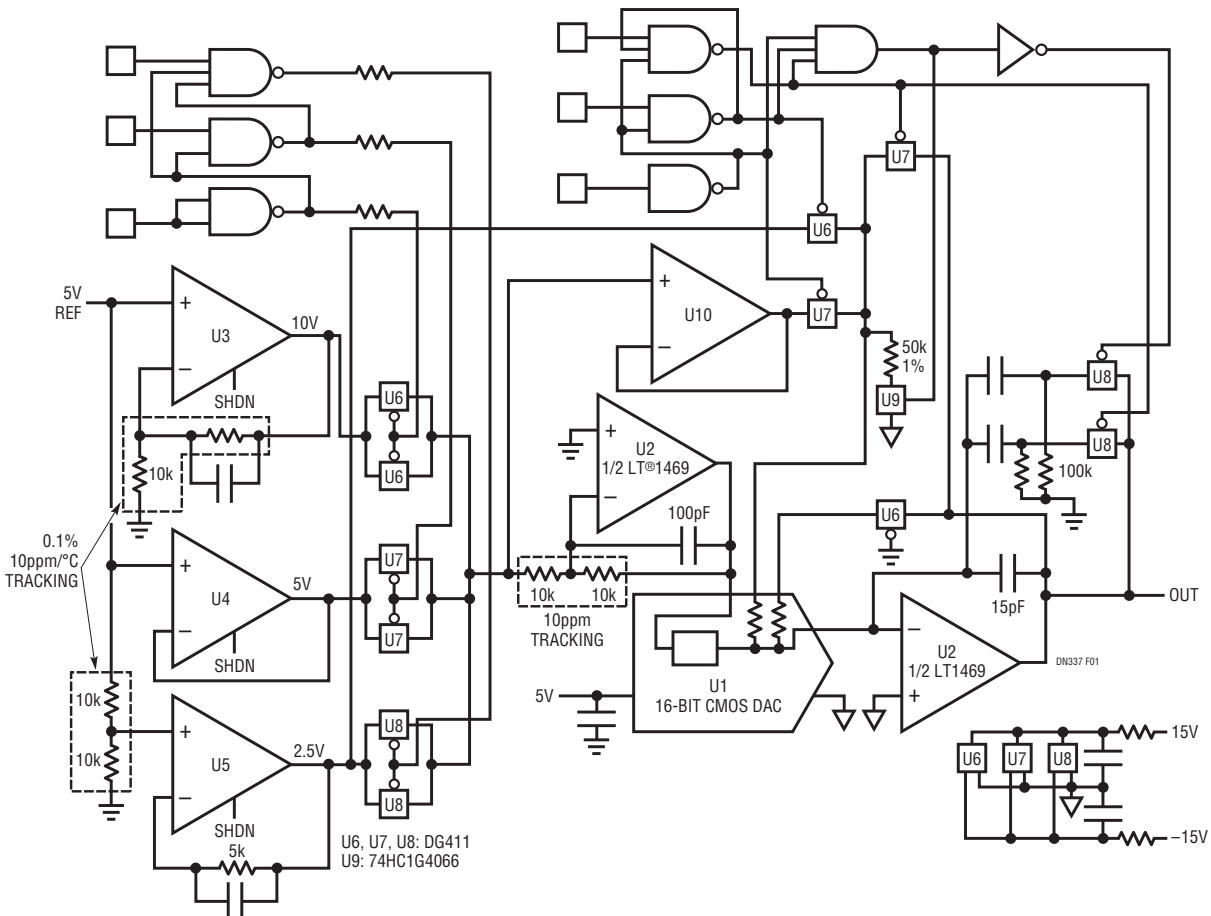 5V
REF
+
U3
−
10V
SHDN
10k
0.1%
10ppm/°C
TRACKING
+
U4
−
5V
SHDN
10k
10k
+
U5
−
2.5V
SHDN
5k
U6
U6
U7
U7
U8
U8
U6, U7, U8: DG411
U9: 74HC1G4066
+
U10
−
U6
U7
U7
50k
1%
U9
+
U2
1/2 LT®1469
−
100pF
10k
10k
10ppm
TRACKING
5V
U1
16-BIT CMOS DAC
U6
U8
U8
100k
15pF
−
U2
1/2 LT1469
+
OUT
DN337 F01
U6
U7
U8
15V
−15V